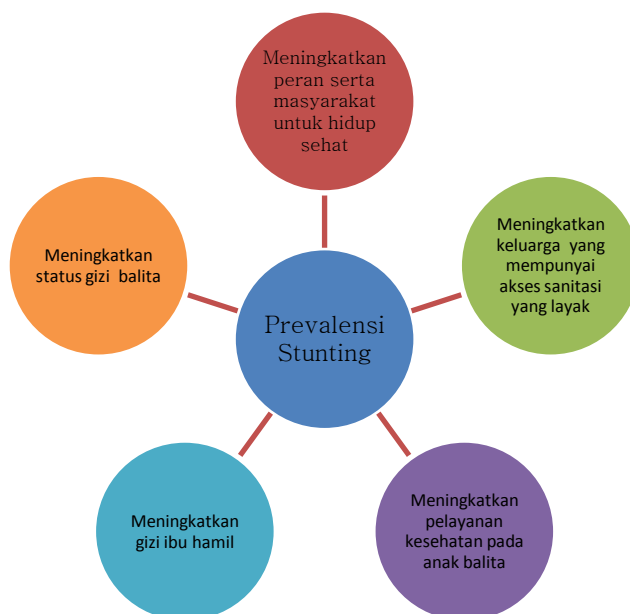 Meningkatkan
peran serta
masyarakat
untuk hidup
sehat
Meningkatkan
status gizi balita
Meningkatkan
keluarga yang
mempunyai
akses sanitasi
yang layak
Prevalensi
Stunting
Meningkatkan
gizi ibu hamil
Meningkatkan
pelayanan
kesehatan pada
anak balita